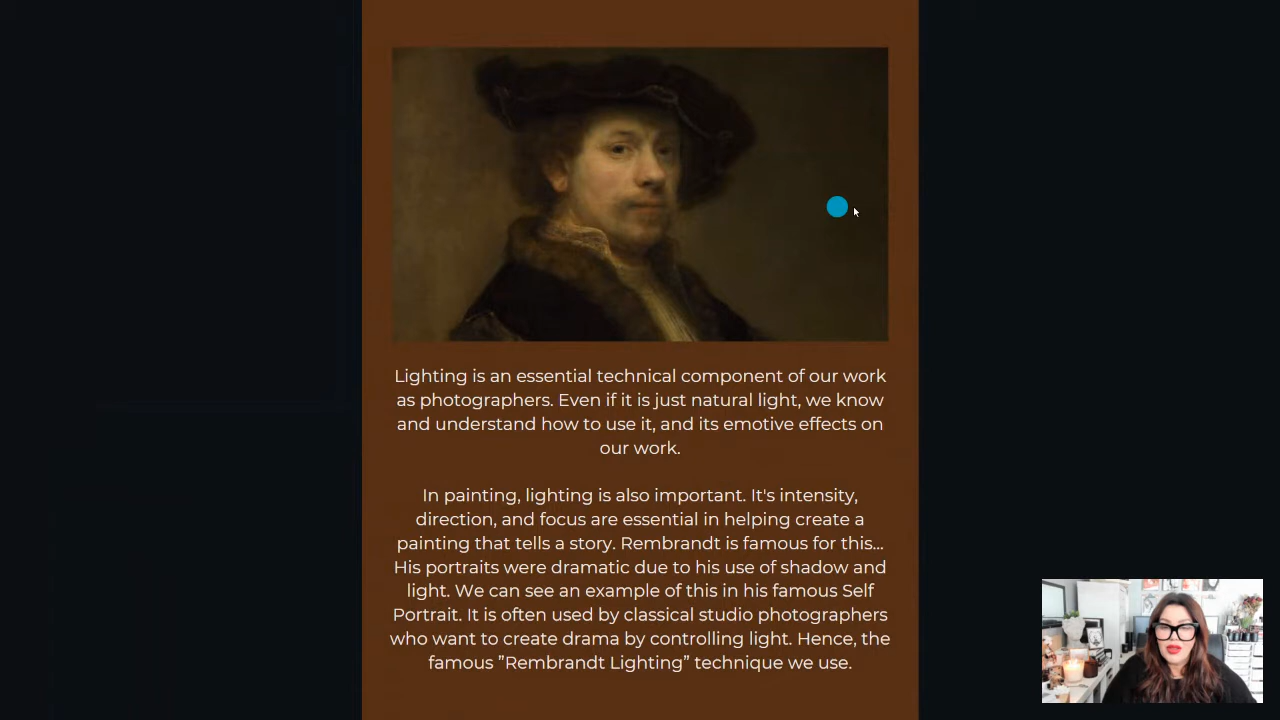 Lighting is an essential technical component of our work
as photographers. Even if it is just natural light, we know
and understand how to use it, and its emotive effects on
our work.
In painting, lighting is also important. It's intensity,
direction, and focus are essential in helping create a
painting that tells a story. Rembrandt is famous for this...
His portraits were dramatic due to his use of shadow and
light. We can see an example of this in his famous Self
Portrait. It is often used by classical studio photographers
who want to create drama by controlling light. Hence, the
famous ”Rembrandt Lighting” technique we use.